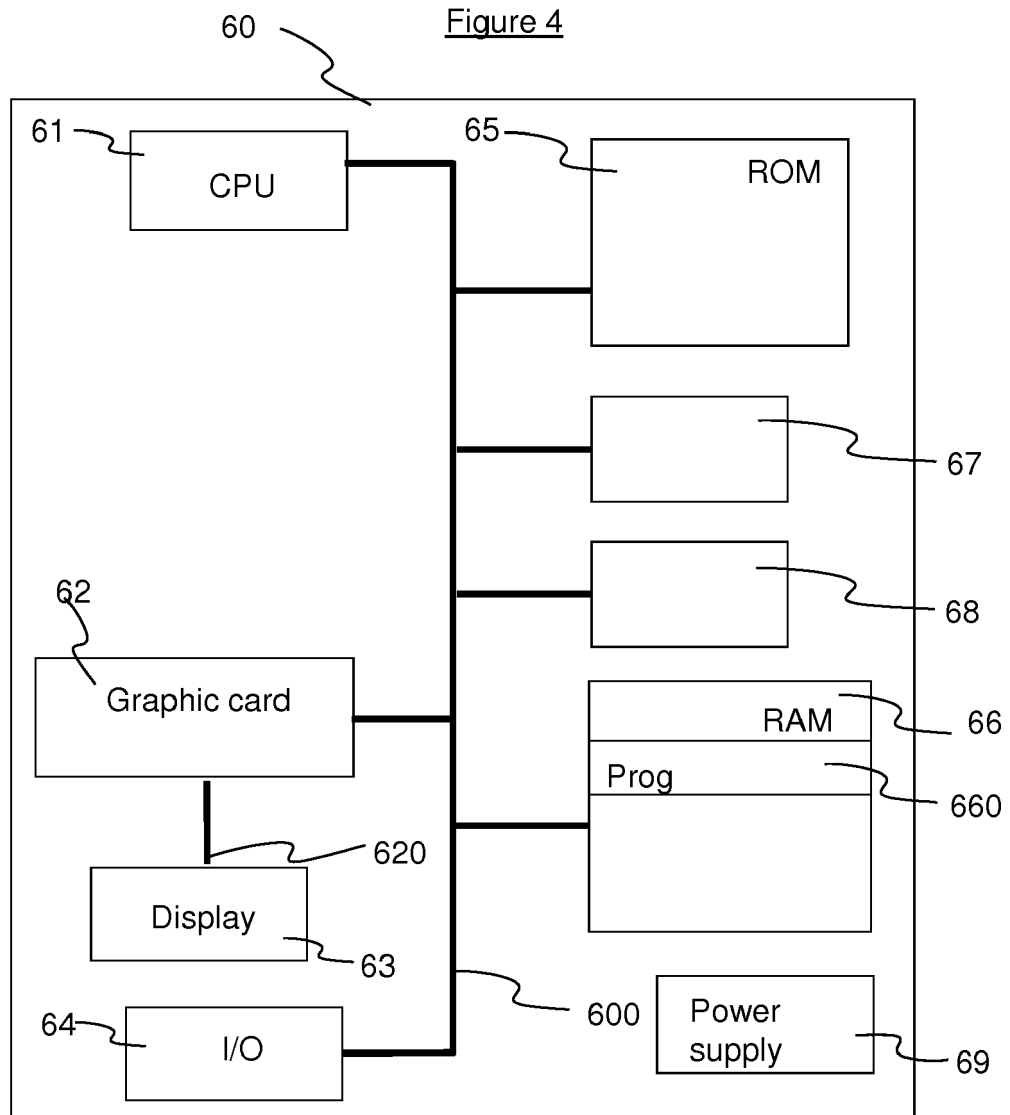 Figure 4
60
61
CPU
65
ROM
67
62
68
Graphic card
66
RAM
Prog
660
620
Display
63
600
64
I/O
Power
supply
69